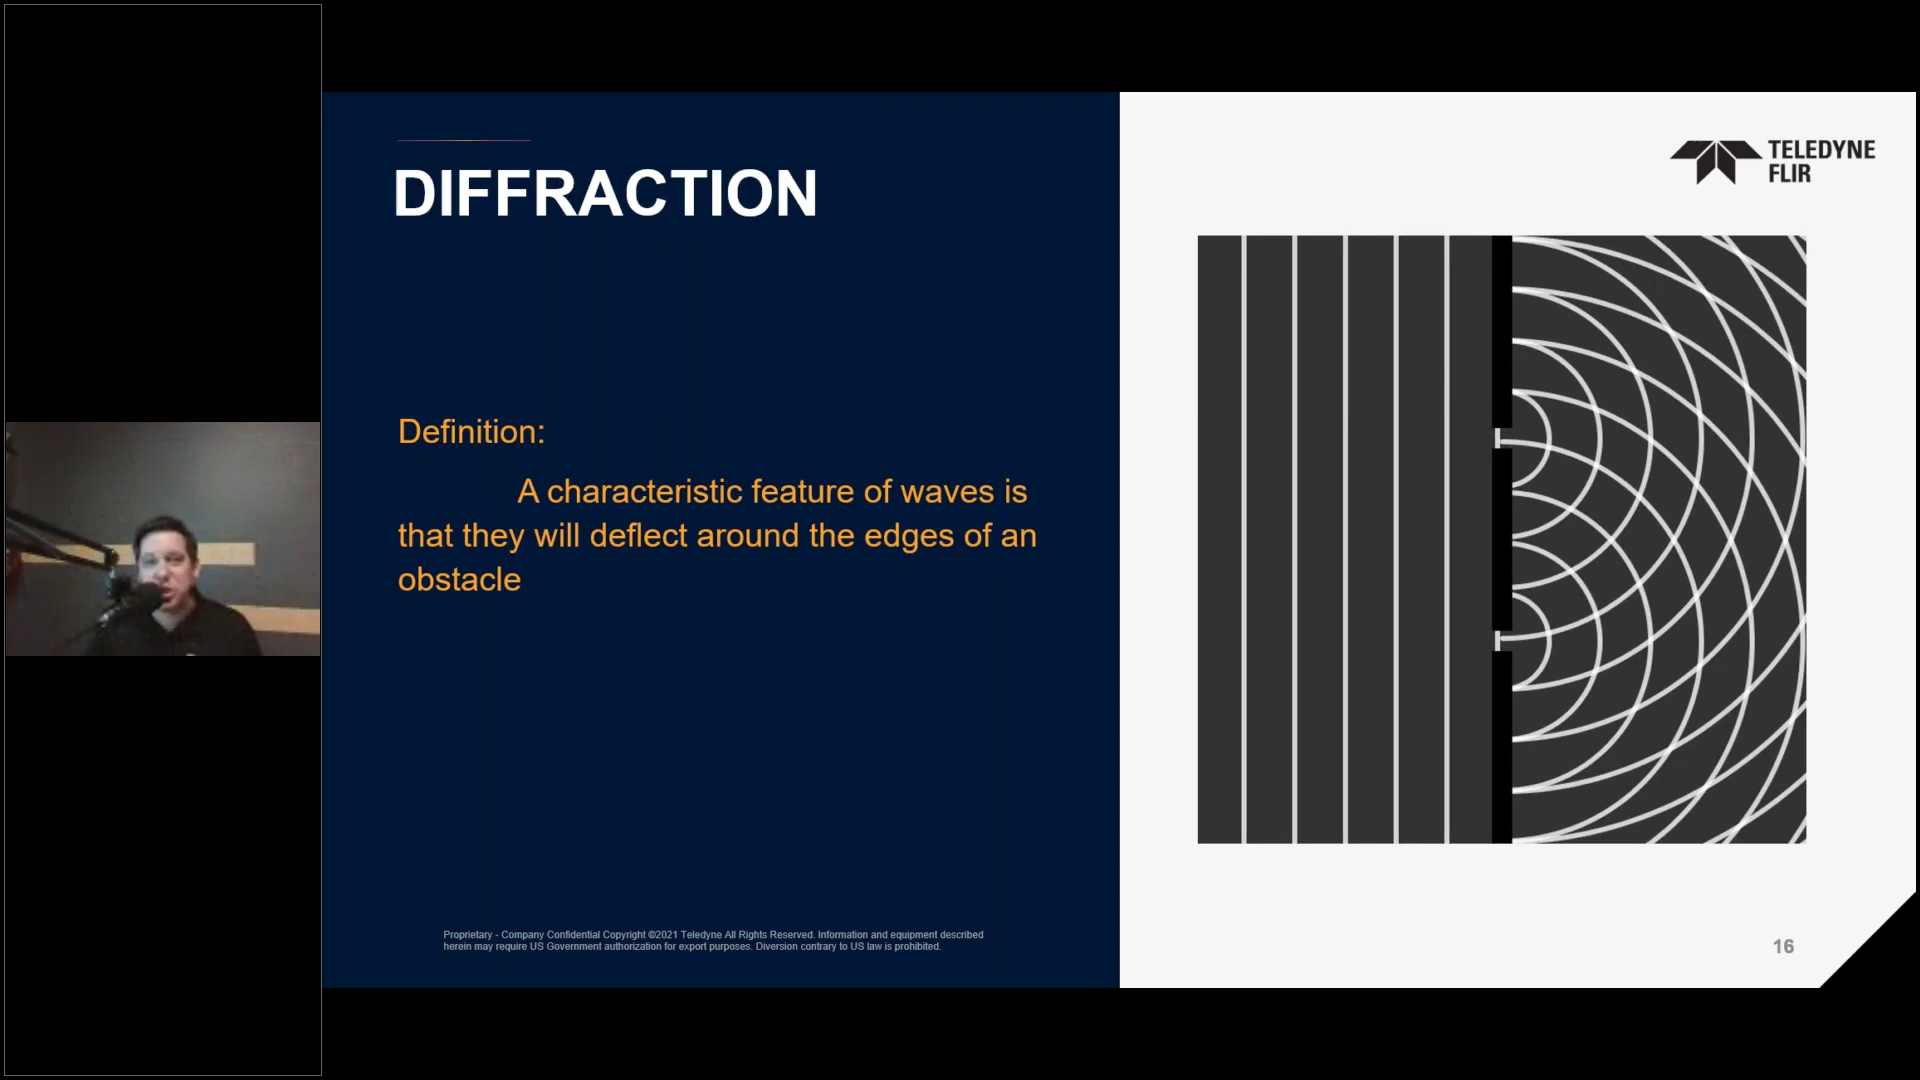 DIFFRACTION
TELEDYNE
FLIR
Definition:
A characteristic feature of waves is
that they will deflect around the edges of an
obstacle
Proprietary - Company Confidential Copyright ©2021 Teledyne All Rights Reserved. Information and equipment described
herein may require US Government authorization for export purposes. Diversion contrary to US law is prohibited.
16